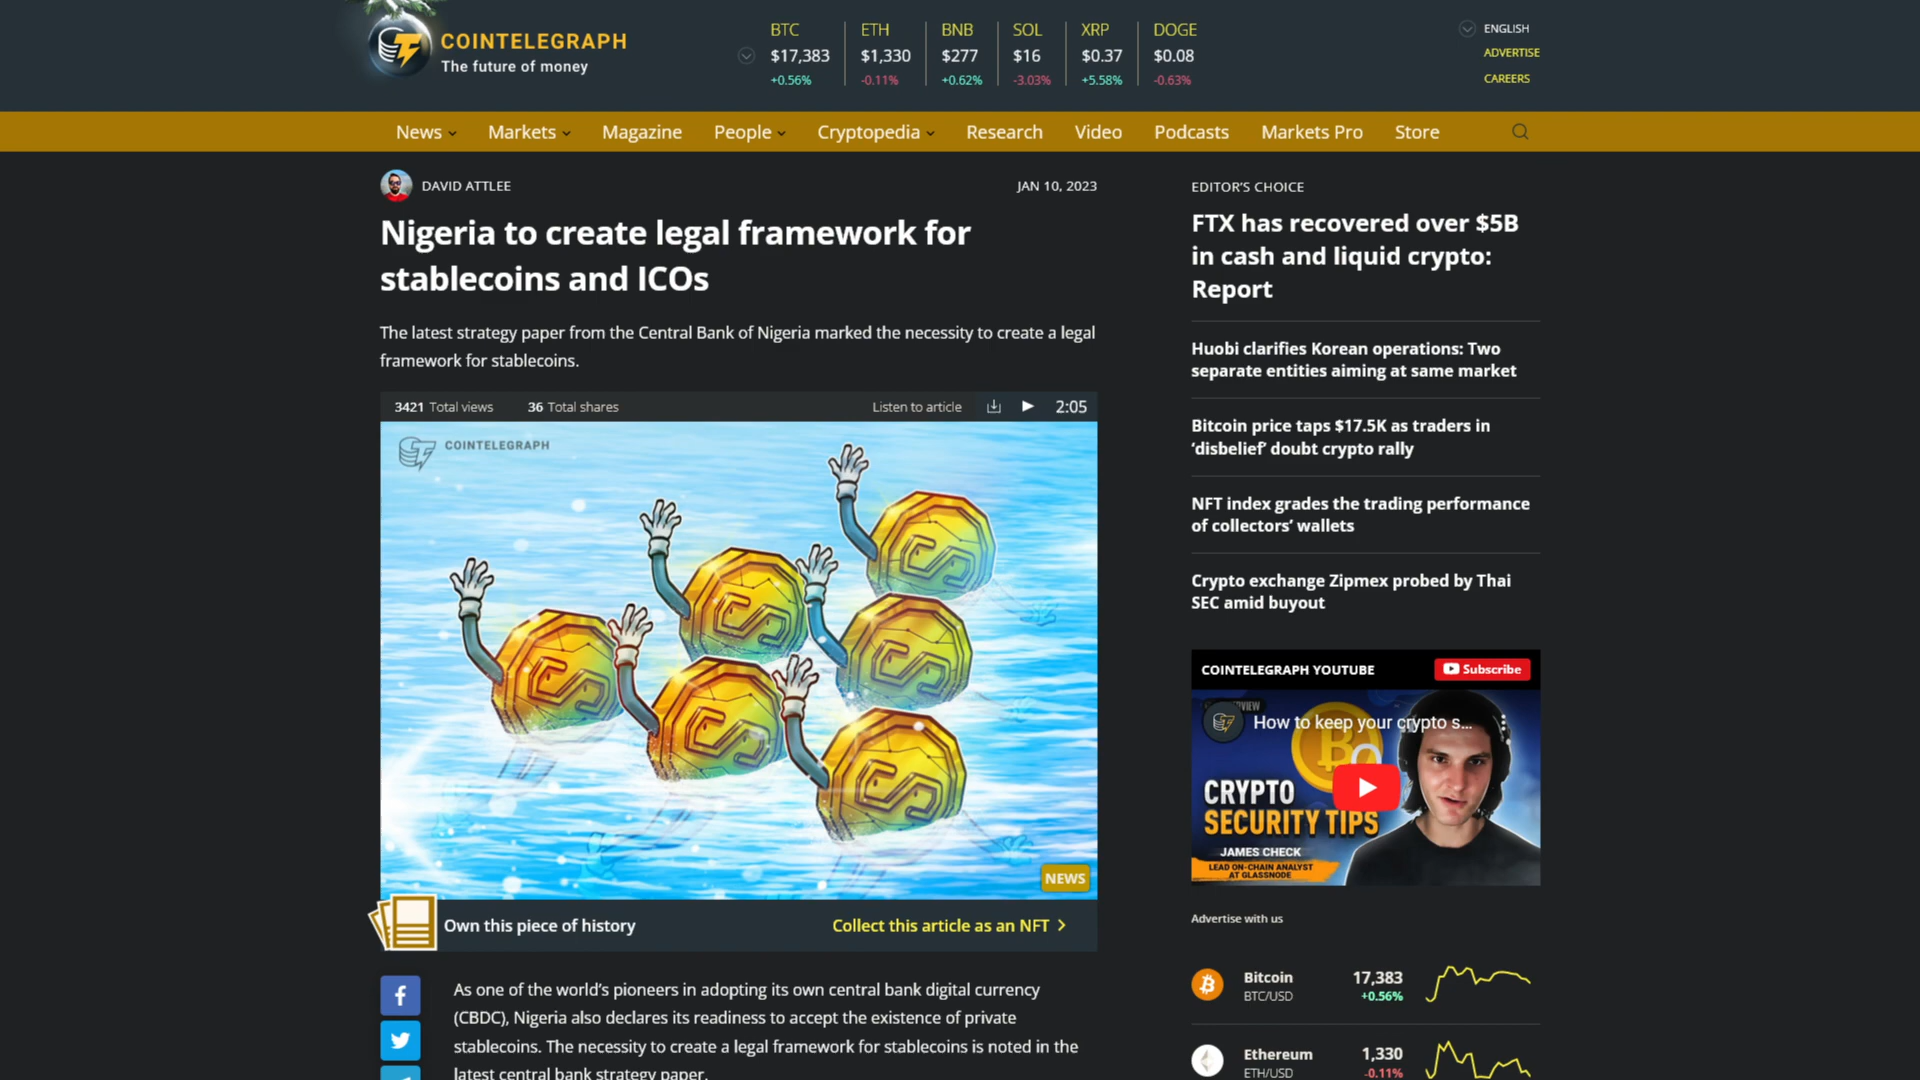 COINTELEGRAPH
The future of money
BTC
$17,383
+0.56%
ETH
$1,330
-0.11%
BNB
$277
+0.62%
SOL
$16
-3.03%
XRP
$0.37
+5.58%
DOGE
$0.08
-0.63%
ENGLISH
ADVERTISE
CAREERS
News Markets Magazine People Cryptopedia Research Video Podcasts Markets Pro Store
DAVID ATTLEE JAN 10, 2023
Nigeria to create legal framework for
stablecoins and ICOs
The latest strategy paper from the Central Bank of Nigeria marked the necessity to create a legal
framework for stablecoins.
3421 Total views 36 Total shares Listen to article 2:05
COINTELEGRAPH
NEWS
Own this piece of history Collect this article as an NFT
As one of the world's pioneers in adopting its own central bank digital currency
(CBDC), Nigeria also declares its readiness to accept the existence of private
stablecoins. The necessity to create a legal framework for stablecoins is noted in the
latest central bank strategy paper.
EDITOR'S CHOICE
FTX has recovered over $5B
in cash and liquid crypto:
Report
Huobi clarifies Korean operations: Two
separate entities aiming at same market
Bitcoin price taps $17.5K as traders in
‘disbelief’ doubt crypto rally
NFT index grades the trading performance
of collectors’ wallets
Crypto exchange Zipmex probed by Thai
SEC amid buyout
COINTELEGRAPH YOUTUBE Subscribe
How to keep your crypto s...
CRYPTO
SECURITY TIPS
JAMES CHECK
LEAD ON-CHAIN ANALYST
AT GLASSNODE
Advertise with us
Bitcoin 17,383
BTC/USD +0.56%
Ethereum 1,330
ETH/USD -0.11%